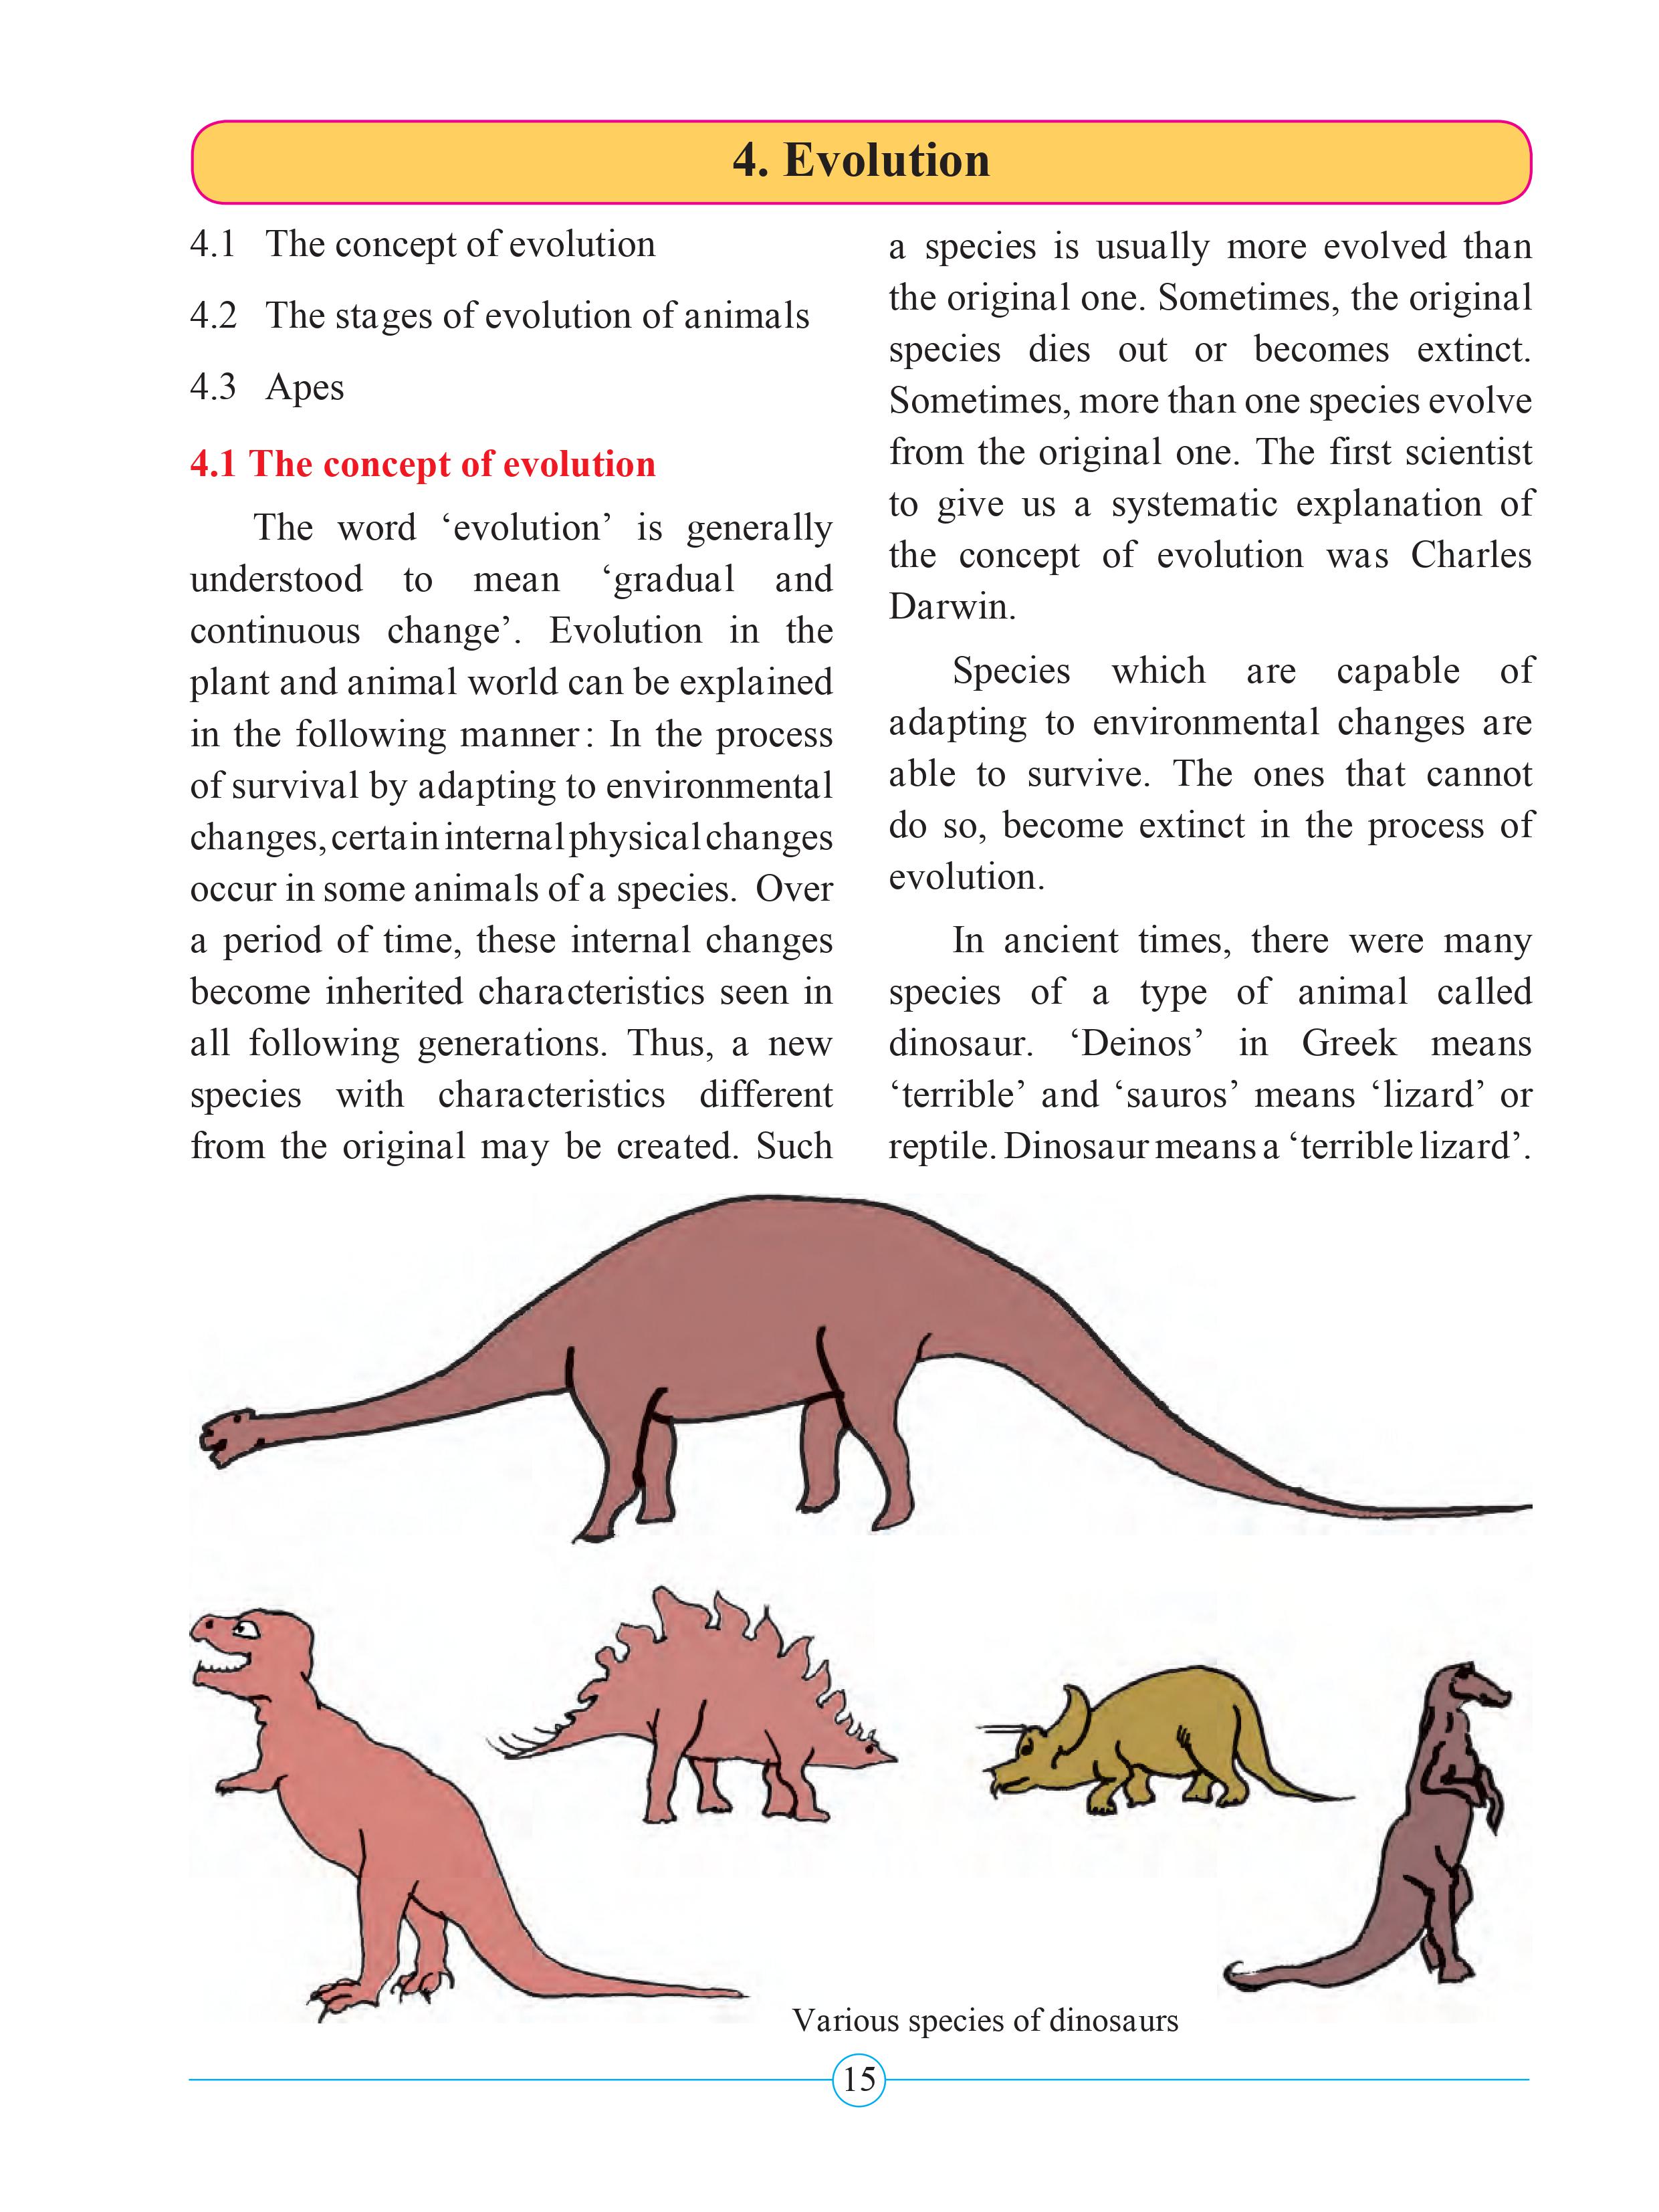 4. Evolution
4.1 The concept of evolution
4.2 The stages of evolution of animals
4.3 Apes
4.1 The concept of evolution
The word ‘evolution’ is generally
understood to mean ‘gradual and
continuous change’. Evolution in the
plant and animal world can be explained
in the following manner: In the process
of survival by adapting to environmental
changes, certain internal physical changes
occur in some animals of a species. Over
a period of time, these internal changes
become inherited characteristics seen in
all following generations. Thus, a new
species with characteristics different
from the original may be created. Such
a species is usually more evolved than
the original one. Sometimes, the original
species dies out or becomes extinct.
Sometimes, more than one species evolve
from the original one. The first scientist
to give us a systematic explanation of
the concept of evolution was Charles
Darwin.
Species which are capable of
adapting to environmental changes are
able to survive. The ones that cannot
do so, become extinct in the process of
evolution.
In ancient times, there were many
species of a type of animal called
dinosaur. ‘Deinos’ in Greek means
‘terrible’ and ‘sauros’ means ‘lizard’ or
reptile. Dinosaur means a ‘terrible lizard’.
Various species of dinosaurs
15